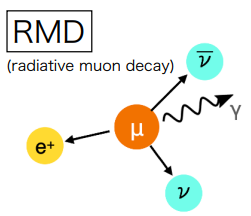 RMD
(radiative muon decay)
ν̅
γ
μ
e⁺
ν